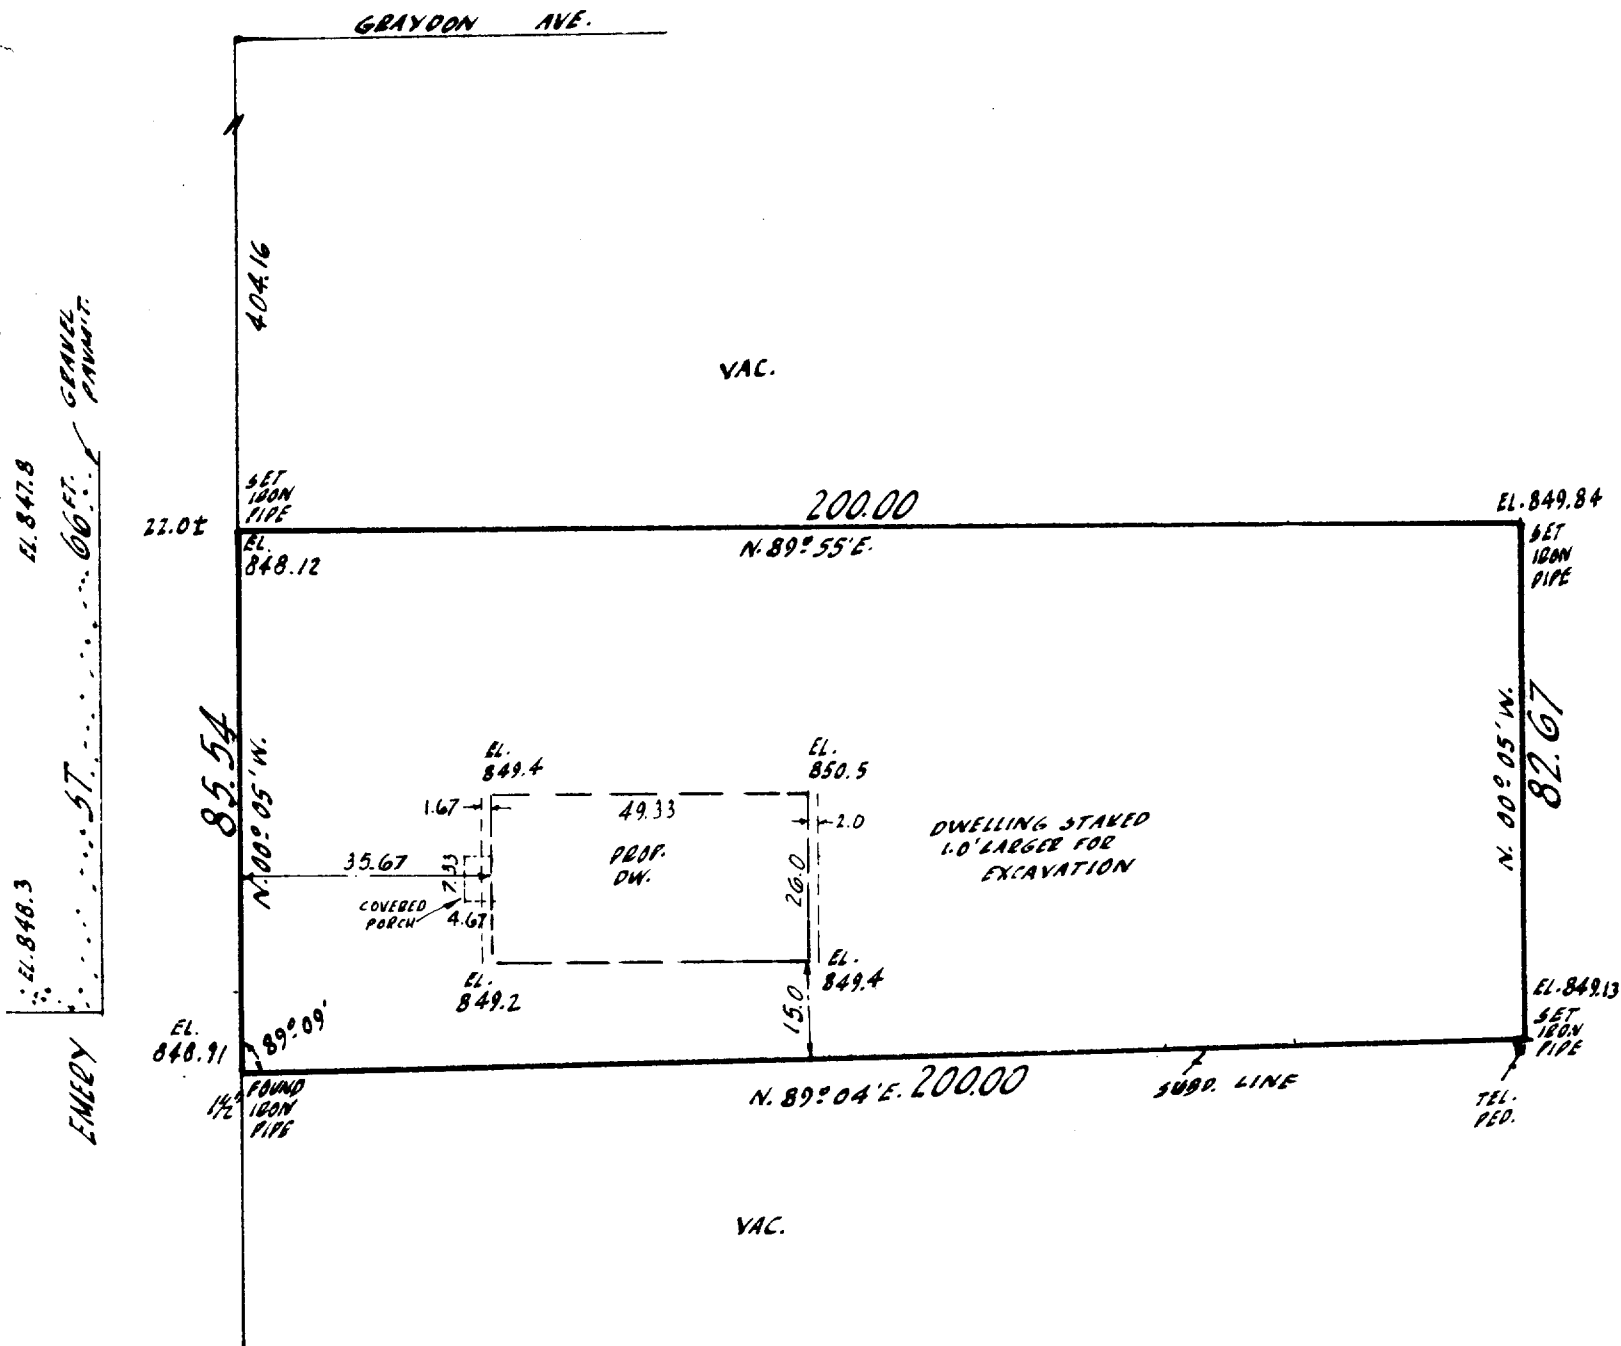 GRAYDON AVE.
404.16
GRAVEL
PAVM'T.
VAC.
EL. 847.8
66 FT.
SET
IRON
PIPE
22.0±
EL.
848.12
200.00
N. 89° 55' E.
EL. 849.84
SET
IRON
PIPE
85.54
N. 00° 05' W.
N. 00° 05' W.
82.67
ST.
EL.
849.4
EL.
850.5
1.67
49.33
2.0
PROP.
DW.
26.0
DWELLING STAKED
1.0' LARGER FOR
EXCAVATION
35.67
7.33
COVERED
PORCH
4.67
EL. 848.3
EL.
849.2
EL.
849.4
15.0
EL. 849.13
SET
IRON
PIPE
EL.
848.91
89° 09'
EMERY
1½"
FOUND
IRON
PIPE
N. 89° 04' E. 200.00
SUBD. LINE
TEL.
PED.
VAC.